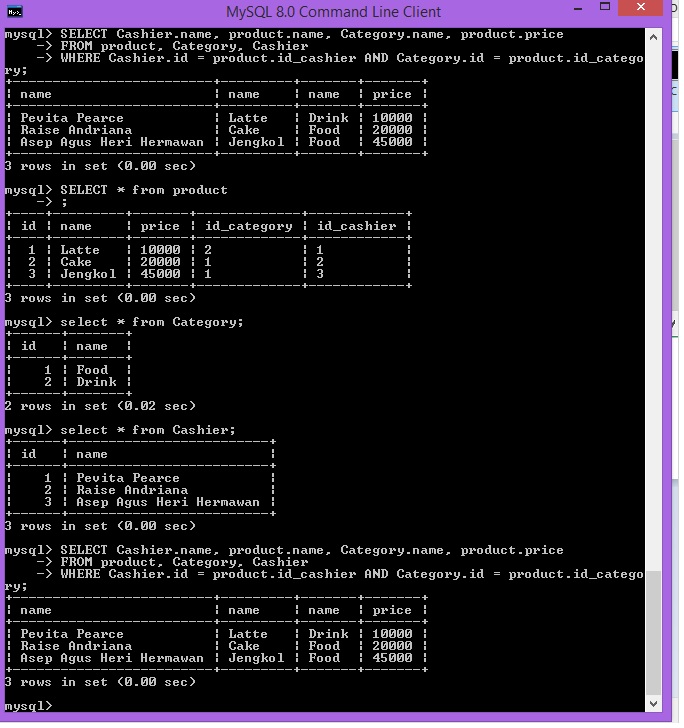 MySQL 8.0 Command Line Client
mysql> SELECT Cashier.name, product.name, Category.name, product.price
    -> FROM product, Category, Cashier
    -> WHERE Cashier.id = product.id_cashier AND Category.id = product.id_catego
ry;
+-----------------------+---------+-------+-------+
| name                  | name    | name  | price |
+-----------------------+---------+-------+-------+
| Pevita Pearce         | Latte   | Drink | 10000 |
| Raise Andriana        | Cake    | Food  | 20000 |
| Asep Agus Heri Hermawan | Jengkol | Food  | 45000 |
+-----------------------+---------+-------+-------+
3 rows in set (0.00 sec)
mysql> SELECT * from product
    -> ;
+----+---------+-------+-------------+------------+
| id | name    | price | id_category | id_cashier |
+----+---------+-------+-------------+------------+
|  1 | Latte   | 10000 | 2           | 1          |
|  2 | Cake    | 20000 | 1           | 2          |
|  3 | Jengkol | 45000 | 1           | 3          |
+----+---------+-------+-------------+------------+
3 rows in set (0.00 sec)
mysql> select * from Category;
+------+-------+
| id   | name  |
+------+-------+
|    1 | Food  |
|    2 | Drink |
+------+-------+
2 rows in set (0.02 sec)
mysql> select * from Cashier;
+------+-------------------------+
| id   | name                    |
+------+-------------------------+
|    1 | Pevita Pearce           |
|    2 | Raise Andriana          |
|    3 | Asep Agus Heri Hermawan |
+------+-------------------------+
3 rows in set (0.00 sec)
mysql> SELECT Cashier.name, product.name, Category.name, product.price
    -> FROM product, Category, Cashier
    -> WHERE Cashier.id = product.id_cashier AND Category.id = product.id_catego
ry;
+-------------------------+---------+-------+-------+
| name                    | name    | name  | price |
+-------------------------+---------+-------+-------+
| Pevita Pearce           | Latte   | Drink | 10000 |
| Raise Andriana          | Cake    | Food  | 20000 |
| Asep Agus Heri Hermawan | Jengkol | Food  | 45000 |
+-------------------------+---------+-------+-------+
3 rows in set (0.00 sec)
mysql>